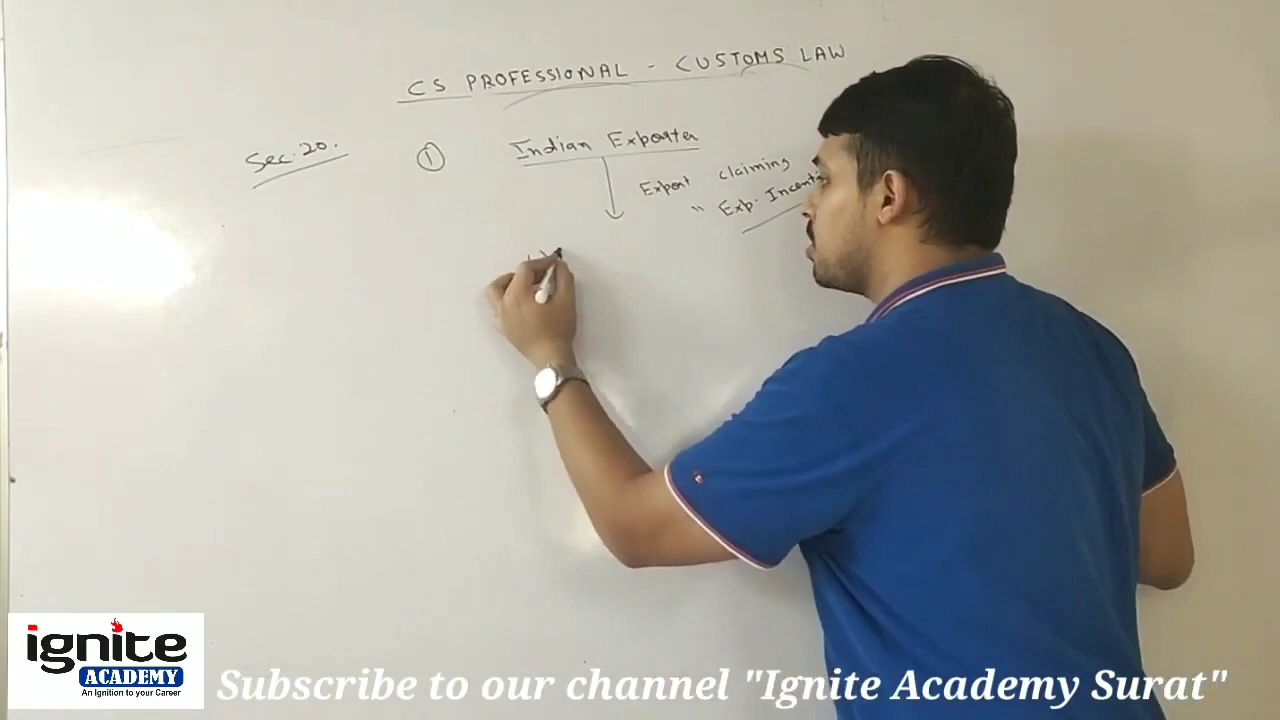 CS PROFESSIONAL - CUSTOMS LAW
Sec. 20. ① Indian Exporter
Export claiming
" Exp. Incenti
ignite
ACADEMY
An Ignition to your Career
Subscribe to our channel "Ignite Academy Surat"